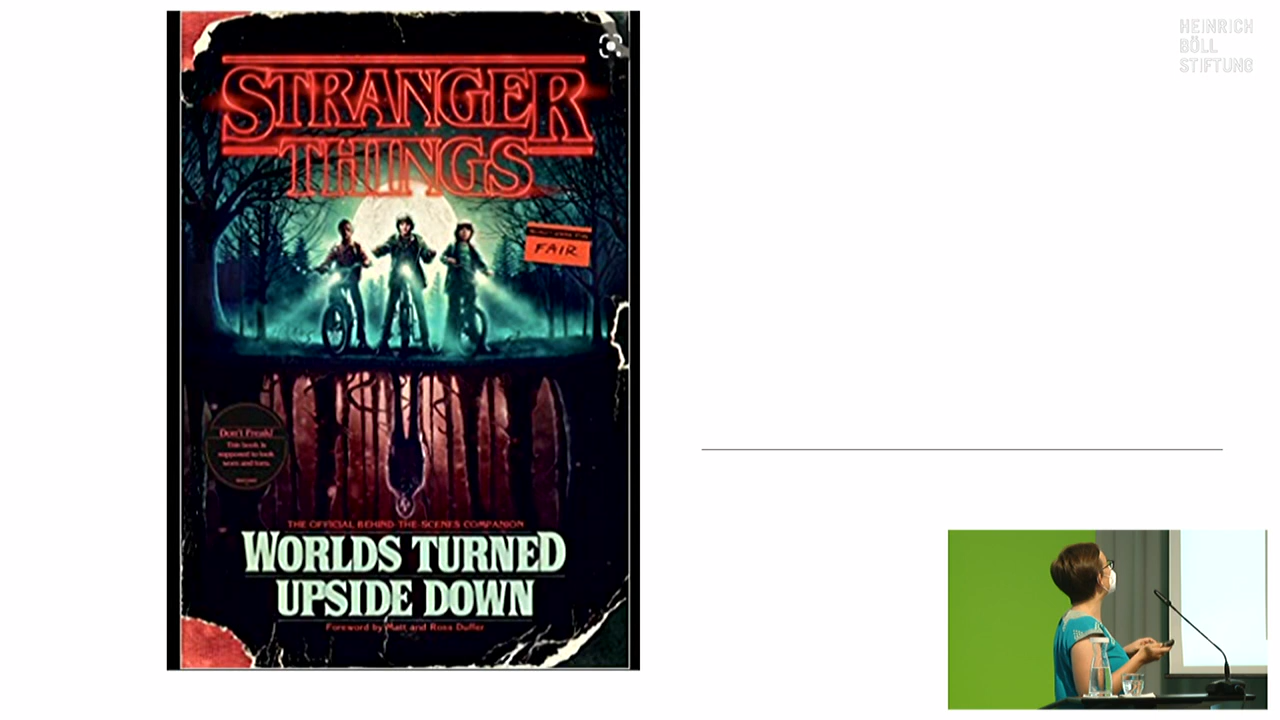 HEINRICH
BÖLL
STIFTUNG
STRANGER
THINGS
FAIR
Don't Freak!
This book is
supposed to look
worn and torn.
THE OFFICIAL BEHIND-THE-SCENES COMPANION
WORLDS TURNED
UPSIDE DOWN
Foreword by Matt and Ross Duffer